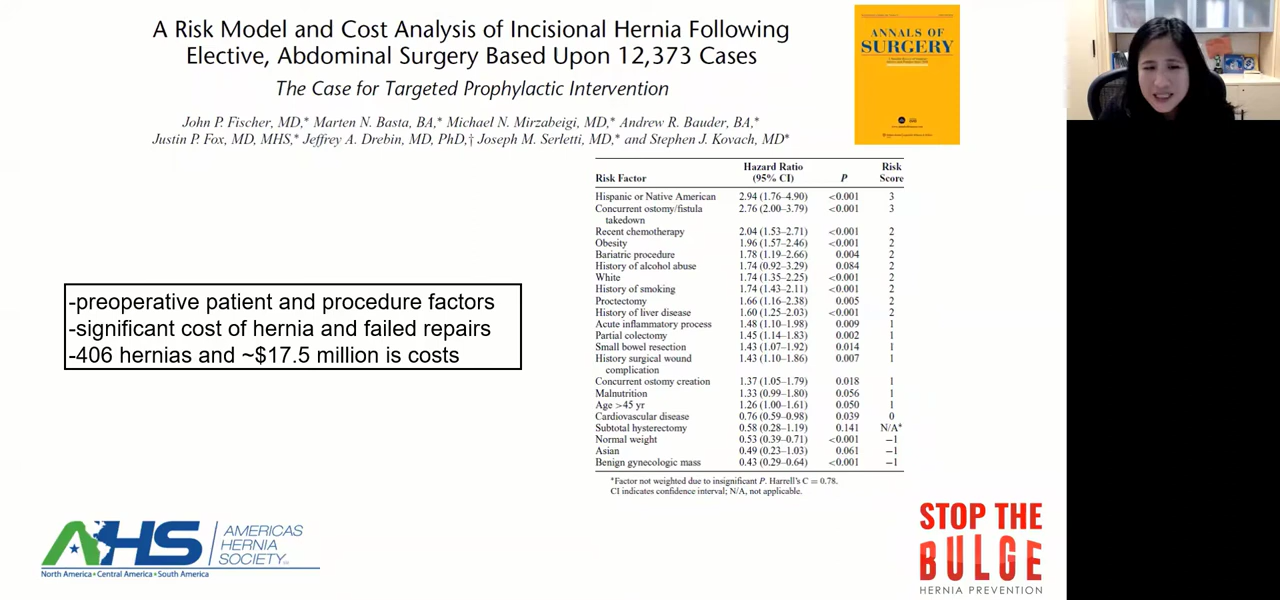 A Risk Model and Cost Analysis of Incisional Hernia Following
Elective, Abdominal Surgery Based Upon 12,373 Cases
The Case for Targeted Prophylactic Intervention
John P. Fischer, MD,* Marten N. Basta, BA,* Michael N. Mirzabeigi, MD,* Andrew R. Bauder, BA,*
Justin P. Fox, MD, MHS,* Jeffrey A. Drebin, MD, PhD,† Joseph M. Serletti, MD,* and Stephen J. Kovach, MD*
ANNALS OF
SURGERY
-preoperative patient and procedure factors
-significant cost of hernia and failed repairs
-406 hernias and ~$17.5 million is costs
Risk Factor Hazard Ratio (95% CI) P Risk Score
Hispanic or Native American 2.94 (1.76–4.90) <0.001 3
Concurrent ostomy/fistula 2.76 (2.00–3.79) <0.001 3
takedown
Recent chemotherapy 2.04 (1.53–2.71) <0.001 2
Obesity 1.96 (1.57–2.46) <0.001 2
Bariatric procedure 1.78 (1.19–2.66) 0.004 2
History of alcohol abuse 1.74 (0.92–3.29) 0.084 2
White 1.74 (1.35–2.25) <0.001 2
History of smoking 1.74 (1.43–2.11) <0.001 2
Proctectomy 1.66 (1.16–2.38) 0.005 2
History of liver disease 1.60 (1.25–2.03) <0.001 2
Acute inflammatory process 1.48 (1.10–1.98) 0.009 1
Partial colectomy 1.45 (1.14–1.83) 0.002 1
Small bowel resection 1.43 (1.07–1.92) 0.014 1
History surgical wound 1.43 (1.10–1.86) 0.007 1
complication
Concurrent ostomy creation 1.37 (1.05–1.79) 0.018 1
Malnutrition 1.33 (0.99–1.80) 0.056 1
Age >45 yr 1.26 (1.00–1.61) 0.050 1
Cardiovascular disease 0.76 (0.59–0.98) 0.039 0
Subtotal hysterectomy 0.58 (0.28–1.19) 0.141 N/A*
Normal weight 0.53 (0.39–0.71) <0.001 −1
Asian 0.49 (0.23–1.03) 0.061 −1
Benign gynecologic mass 0.43 (0.29–0.64) <0.001 −1
*Factor not weighted due to insignificant P. Harrell's C = 0.78.
CI indicates confidence interval; N/A, not applicable.
AHS
AMERICAS
HERNIA
SOCIETY
North America • Central America • South America
STOP THE
BULGE
HERNIA PREVENTION